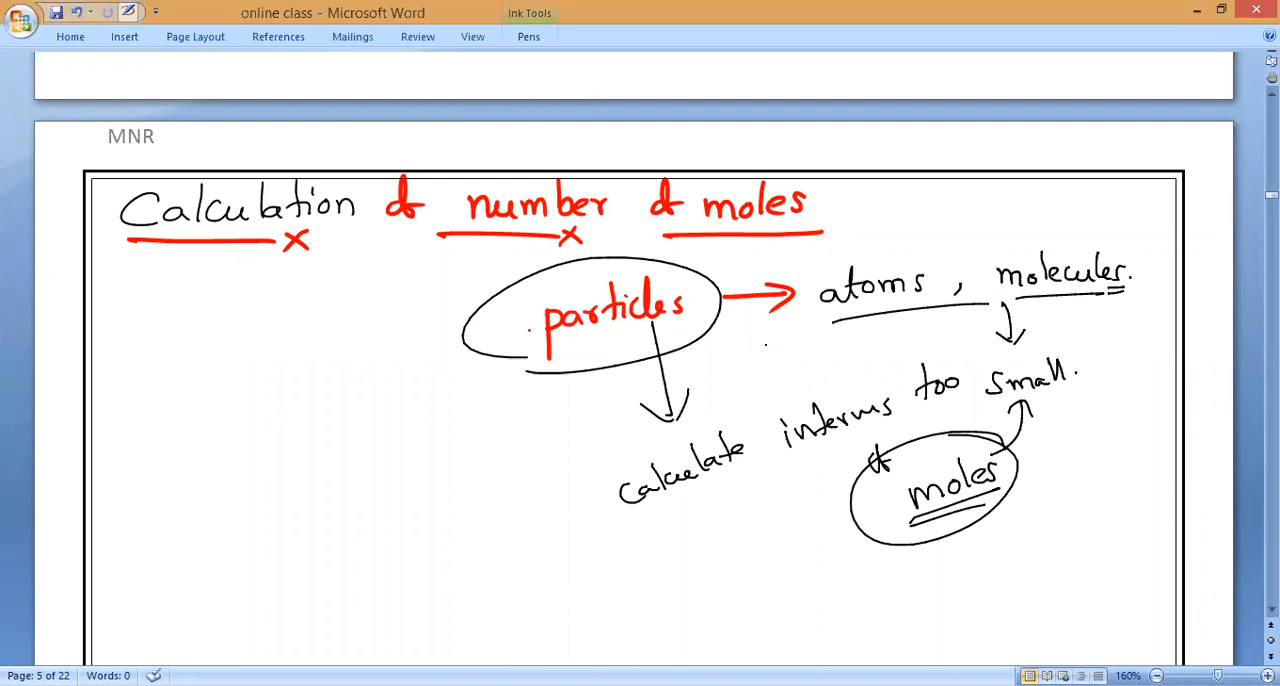 online class - Microsoft Word
Ink Tools
Home Insert Page Layout References Mailings Review View Pens
MNR
Calculation of number of moles
particles → atoms, molecules.
too small.
calculate interms of
moles
Page: 5 of 22 Words: 0 160%